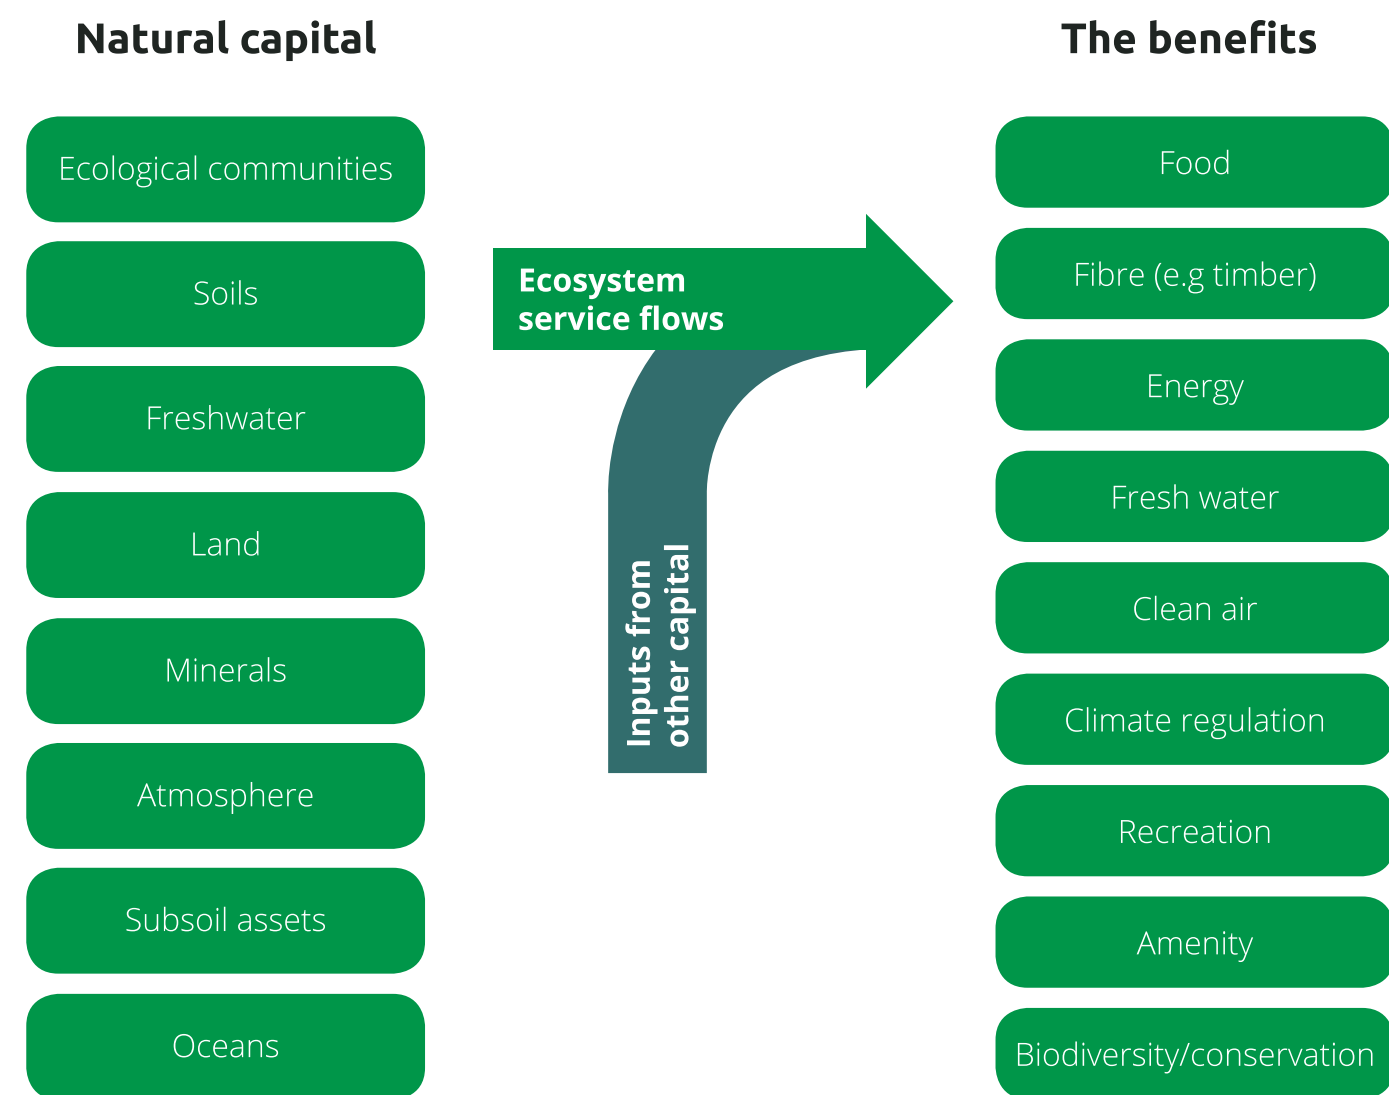 Natural capital
Ecological communities
Soils
Freshwater
Land
Minerals
Atmosphere
Subsoil assets
Oceans
Ecosystem
service flows
Inputs from
other capital
The benefits
Food
Fibre (e.g timber)
Energy
Fresh water
Clean air
Climate regulation
Recreation
Amenity
Biodiversity/conservation